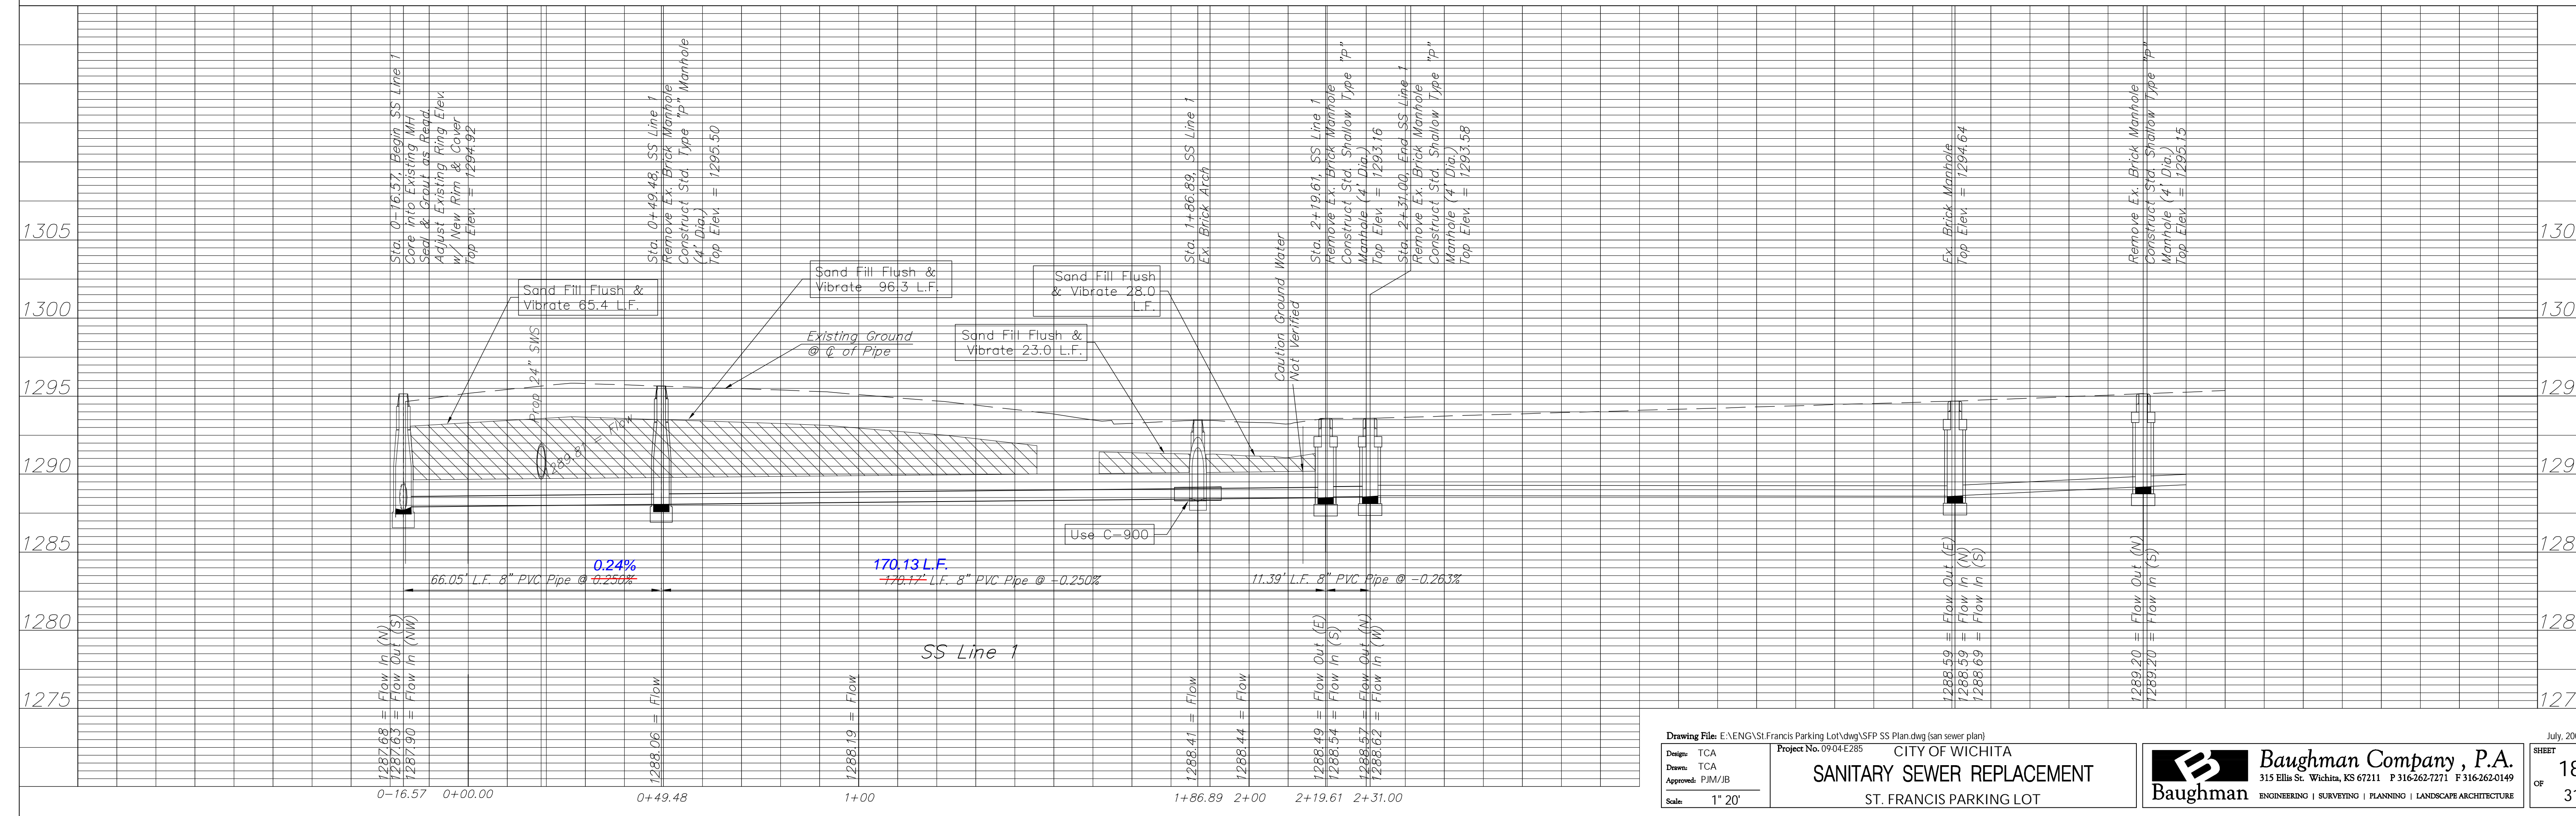 Sta. 0-16.57, Begin SS Line 1
Core into Existing MH
Seal & Grout as Reqd.
Adjust Existing Ring Elev.
w/ New Rim & Cover
Top Elev. = 1294.92
Sta. 0+49.48, SS Line 1
Remove Ex. Brick Manhole
Construct Std. Type "P" Manhole
(4' Dia.)
Top Elev. = 1295.50
Sta. 1+86.89, SS Line 1
Ex. Brick Arch
Sta. 2+19.61, SS Line 1
Remove Ex. Brick Manhole
Construct Std. Shallow Type "P"
Manhole (4' Dia.)
Top Elev. = 1293.16
Sta. 2+31.00, End SS Line 1
Remove Ex. Brick Manhole
Construct Std. Shallow Type "P"
Manhole (4' Dia.)
Top Elev. = 1293.58
Ex. Brick Manhole
Top Elev. = 1294.64
Remove Ex. Brick Manhole
Construct Std. Shallow Type "P"
Manhole (4' Dia.)
Top Elev. = 1295.15
1305
130
1300
130
1295
129
1290
129
1285
128
1280
128
1275
127
Sand Fill Flush &
Vibrate 65.4 L.F.
Sand Fill Flush &
Vibrate 96.3 L.F.
Sand Fill Flush
& Vibrate 28.0
L.F.
Sand Fill Flush &
Vibrate 23.0 L.F.
Existing Ground
@ ℄ of Pipe
Prop 24" SWS
289.81 = Flow
Caution Ground Water
Not Verified
Use C-900
0.24%
66.05' L.F. 8" PVC Pipe @ 0.250%
170.13 L.F.
170.17' L.F. 8" PVC Pipe @ -0.250%
11.39' L.F. 8" PVC Pipe @ -0.263%
SS Line 1
1287.68 = Flow In (N)
1287.63 = Flow Out (S)
1287.90 = Flow In (NW)
1288.06 = Flow
1288.19 = Flow
1288.41 = Flow
1288.44 = Flow
1288.49 = Flow Out (E)
1288.54 = Flow In (S)
1288.57 = Flow Out (N)
1288.62 = Flow In (W)
1288.59 = Flow Out (E)
1288.59 = Flow In (N)
1288.69 = Flow In (S)
1289.20 = Flow Out (N)
1289.20 = Flow In (S)
0-16.57
0+00.00
0+49.48
1+00
1+86.89
2+00
2+19.61
2+31.00
Drawing File: E:\ENG\St.Francis Parking Lot\dwg\SFP SS Plan.dwg (san sewer plan)
July, 200
Design: TCA
Drawn: TCA
Approved: PJM/JB
Scale: 1" 20'
Project No. 09-04-E285
CITY OF WICHITA
SANITARY SEWER REPLACEMENT
ST. FRANCIS PARKING LOT
Baughman
Baughman Company, P.A.
315 Ellis St. Wichita, KS 67211 P 316-262-7271 F 316-262-0149
ENGINEERING | SURVEYING | PLANNING | LANDSCAPE ARCHITECTURE
SHEET
18
OF
31